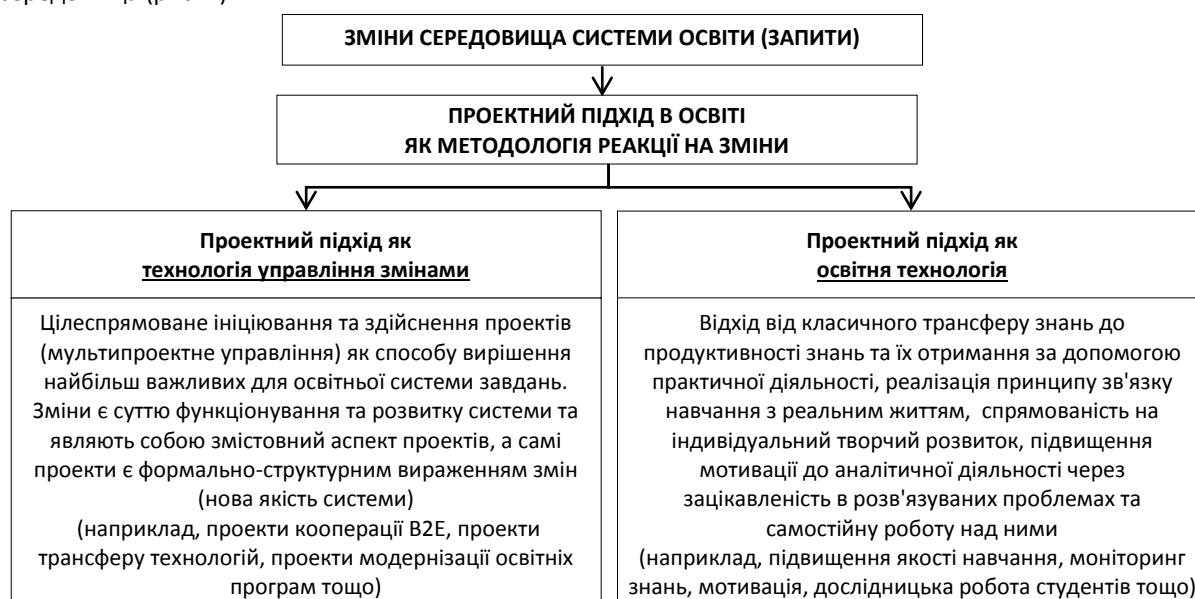 ЗМІНИ СЕРЕДОВИЩА СИСТЕМИ ОСВІТИ (ЗАПИТИ)
ПРОЕКТНИЙ ПІДХІД В ОСВІТІ
ЯК МЕТОДОЛОГІЯ РЕАКЦІЇ НА ЗМІНИ
Проектний підхід як
технологія управління змінами
Цілеспрямоване ініціювання та здійснення проектів
(мультипроектне управління) як способу вирішення
найбільш важливих для освітньої системи завдань.
Зміни є суттю функціонування та розвитку системи та
являють собою змістовний аспект проектів, а самі
проекти є формально-структурним вираженням змін
(нова якість системи)
(наприклад, проекти кооперації B2E, проекти
трансферу технологій, проекти модернізації освітніх
програм тощо)
Проектний підхід як
освітня технологія
Відхід від класичного трансферу знань до
продуктивності знань та їх отримання за допомогою
практичної діяльності, реалізація принципу зв'язку
навчання з реальним життям, спрямованість на
індивідуальний творчий розвиток, підвищення
мотивації до аналітичної діяльності через
зацікавленість в розв'язуваних проблемах та
самостійну роботу над ними
(наприклад, підвищення якості навчання, моніторинг
знань, мотивація, дослідницька робота студентів тощо)